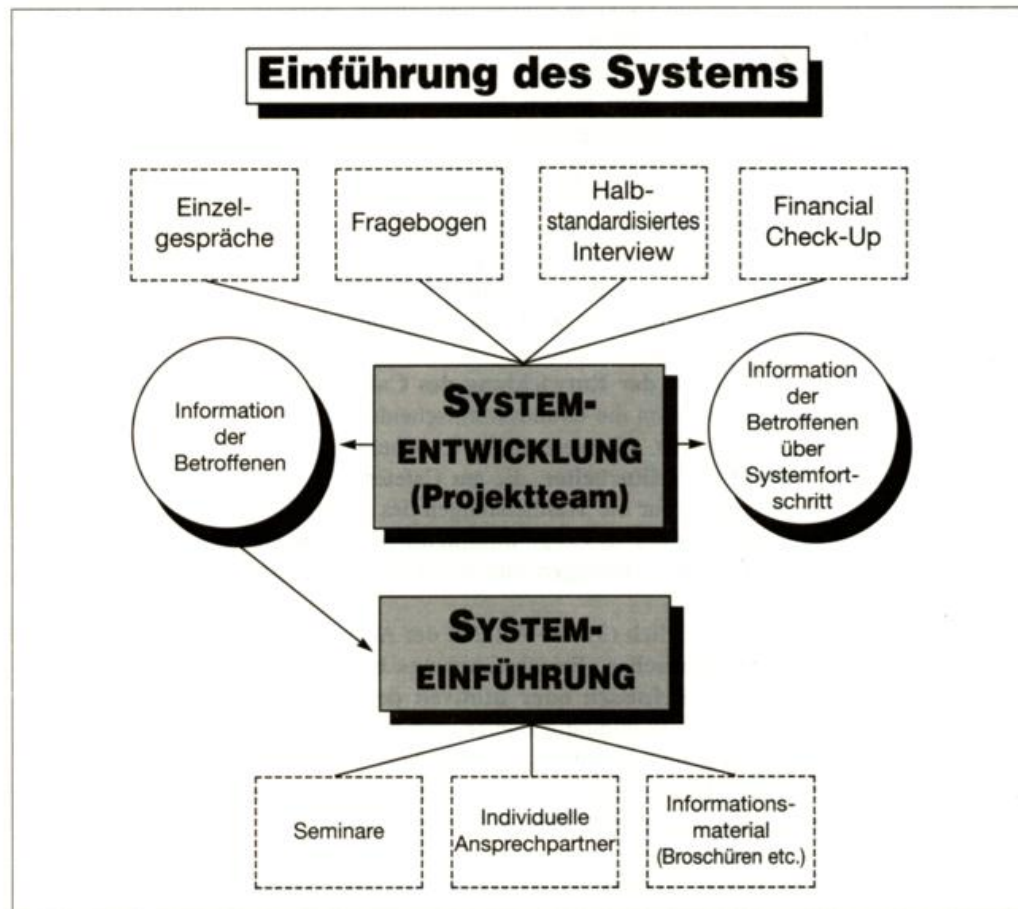 Einführung des Systems
Einzel-
gespräche
Fragebogen
Halb-
standardisiertes
Interview
Financial
Check-Up
Information
der
Betroffenen
SYSTEM-
ENTWICKLUNG
(Projektteam)
Information
der
Betroffenen
über
Systemfort-
schritt
SYSTEM-
EINFÜHRUNG
Seminare
Individuelle
Ansprechpartner
Informations-
material
(Broschüren etc.)